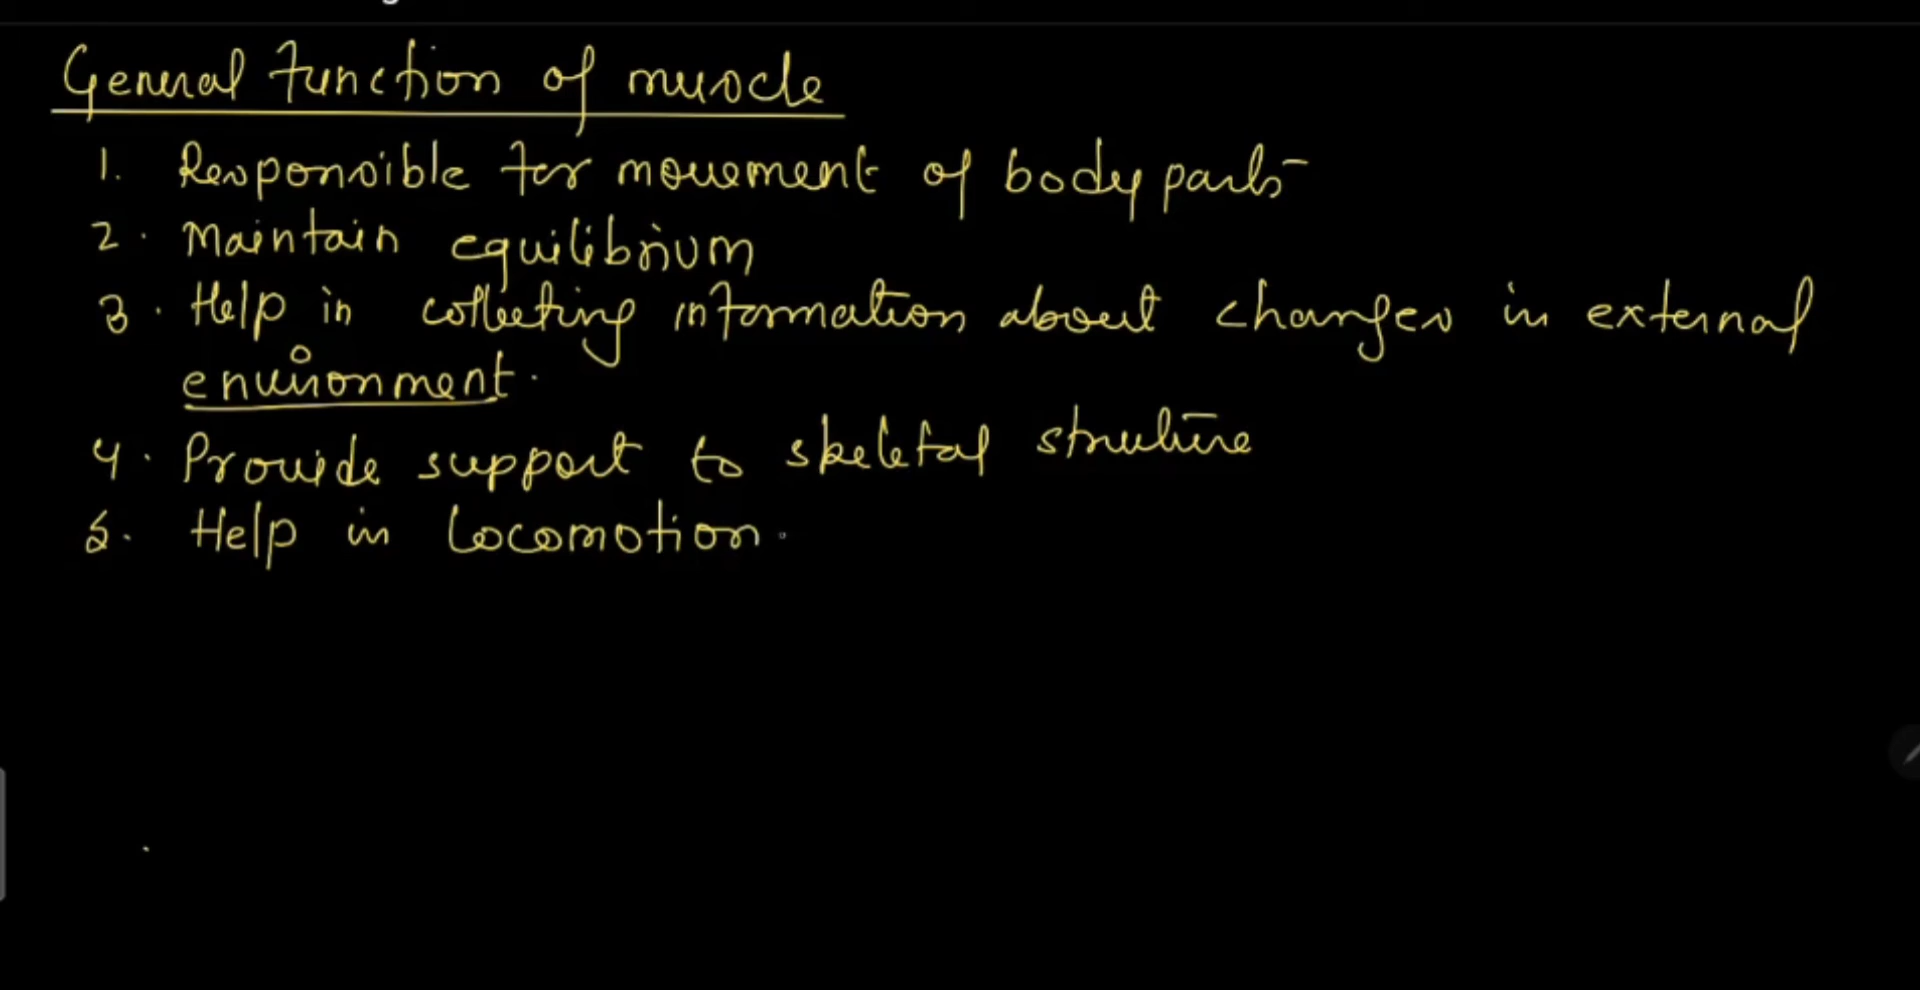 General function of muscle
1. Responsible for movement of body parts
2. Maintain equilibrium
3. Help in collecting information about changes in external
environment.
4. Provide support to skeletal structure
5. Help in locomotion.